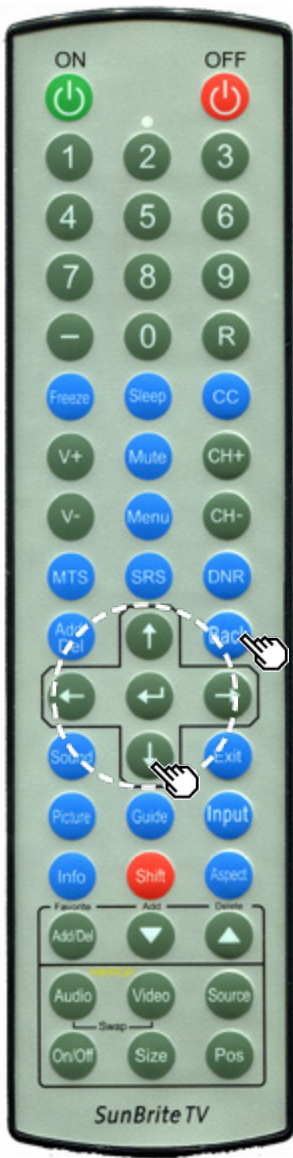 ON OFF
1 2 3
4 5 6
7 8 9
- 0 R
Freeze Sleep CC
V+ Mute CH+
V- Menu CH-
MTS SRS DNR
Add/Del Back
Sound Exit
Picture Guide Input
Info Shift Aspect
Favorite Add Delete
Add/Del
Audio Video Source
Swap
On/Off Size Pos
SunBriteTV